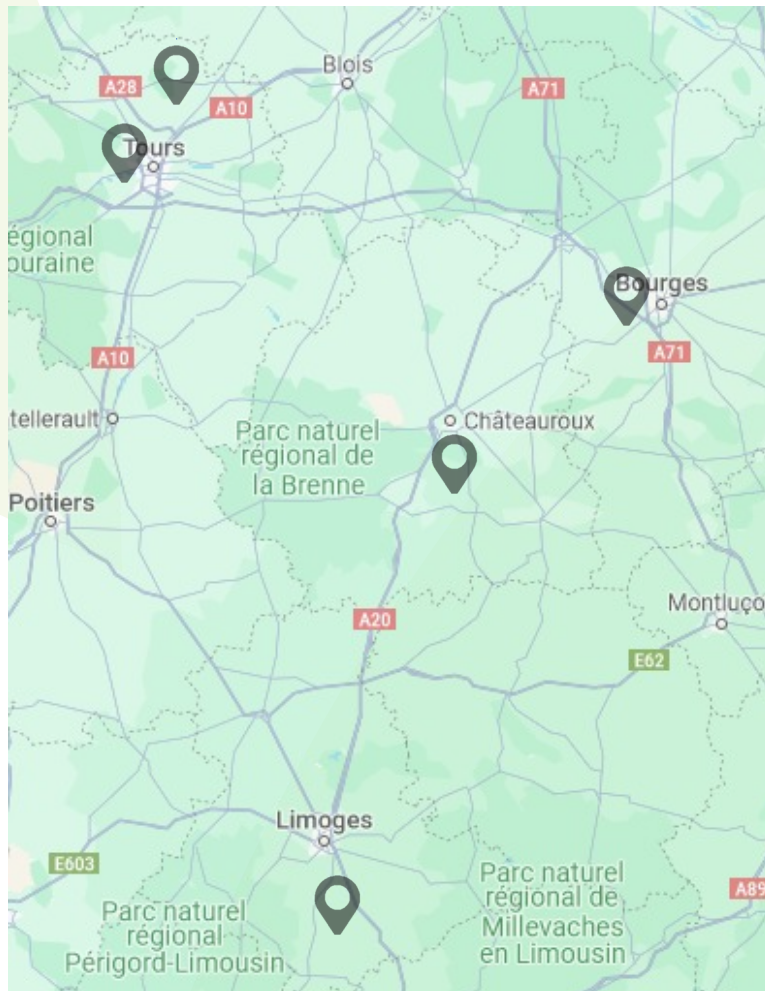 Blois
A28
A71
A10
Tours
égional
ouraine
Bourges
A10
A71
tellerault
Châteauroux
Parc naturel
régional de
la Brenne
Poitiers
Montluço
A20
E62
Limoges
E603
Parc naturel
régional de
Millevaches
en Limousin
A89
Parc naturel
régional
Périgord-Limousin